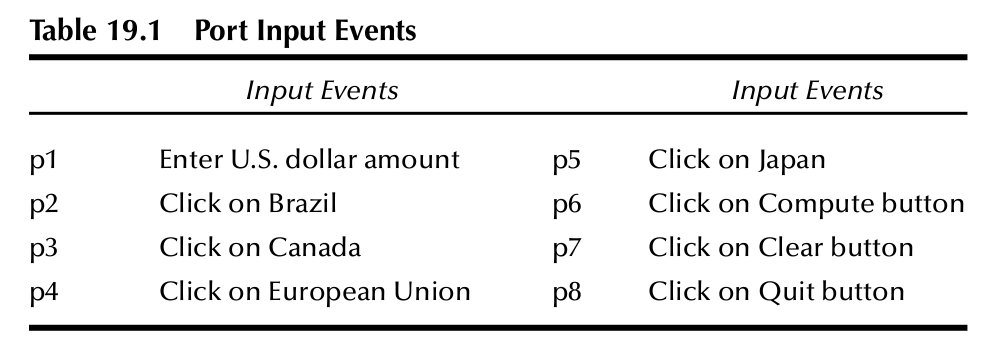 Table 19.1 Port Input Events
Input Events Input Events
p1 Enter U.S. dollar amount p5 Click on Japan
p2 Click on Brazil p6 Click on Compute button
p3 Click on Canada p7 Click on Clear button
p4 Click on European Union p8 Click on Quit button